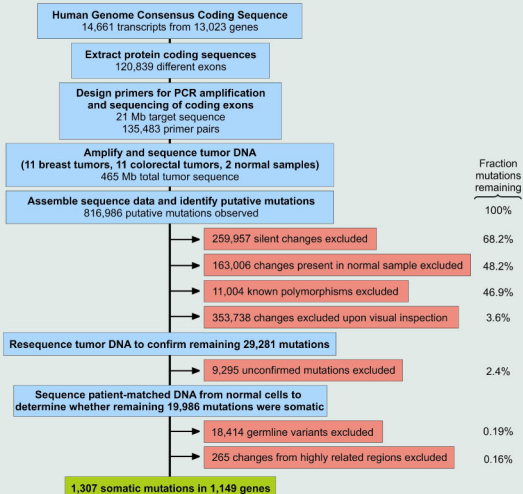 Human Genome Consensus Coding Sequence
14,661 transcripts from 13,023 genes
Extract protein coding sequences
120,839 different exons
Design primers for PCR amplification
and sequencing of coding exons
21 Mb target sequence
135,483 primer pairs
Amplify and sequence tumor DNA
(11 breast tumors, 11 colorectal tumors, 2 normal samples)
465 Mb total tumor sequence
Fraction
mutations
remaining
Assemble sequence data and identify putative mutations
816,986 putative mutations observed
100%
259,957 silent changes excluded
68.2%
163,006 changes present in normal sample excluded
48.2%
11,004 known polymorphisms excluded
46.9%
353,738 changes excluded upon visual inspection
3.6%
Resequence tumor DNA to confirm remaining 29,281 mutations
9,295 unconfirmed mutations excluded
2.4%
Sequence patient-matched DNA from normal cells to
determine whether remaining 19,986 mutations were somatic
18,414 germline variants excluded
0.19%
265 changes from highly related regions excluded
0.16%
1,307 somatic mutations in 1,149 genes